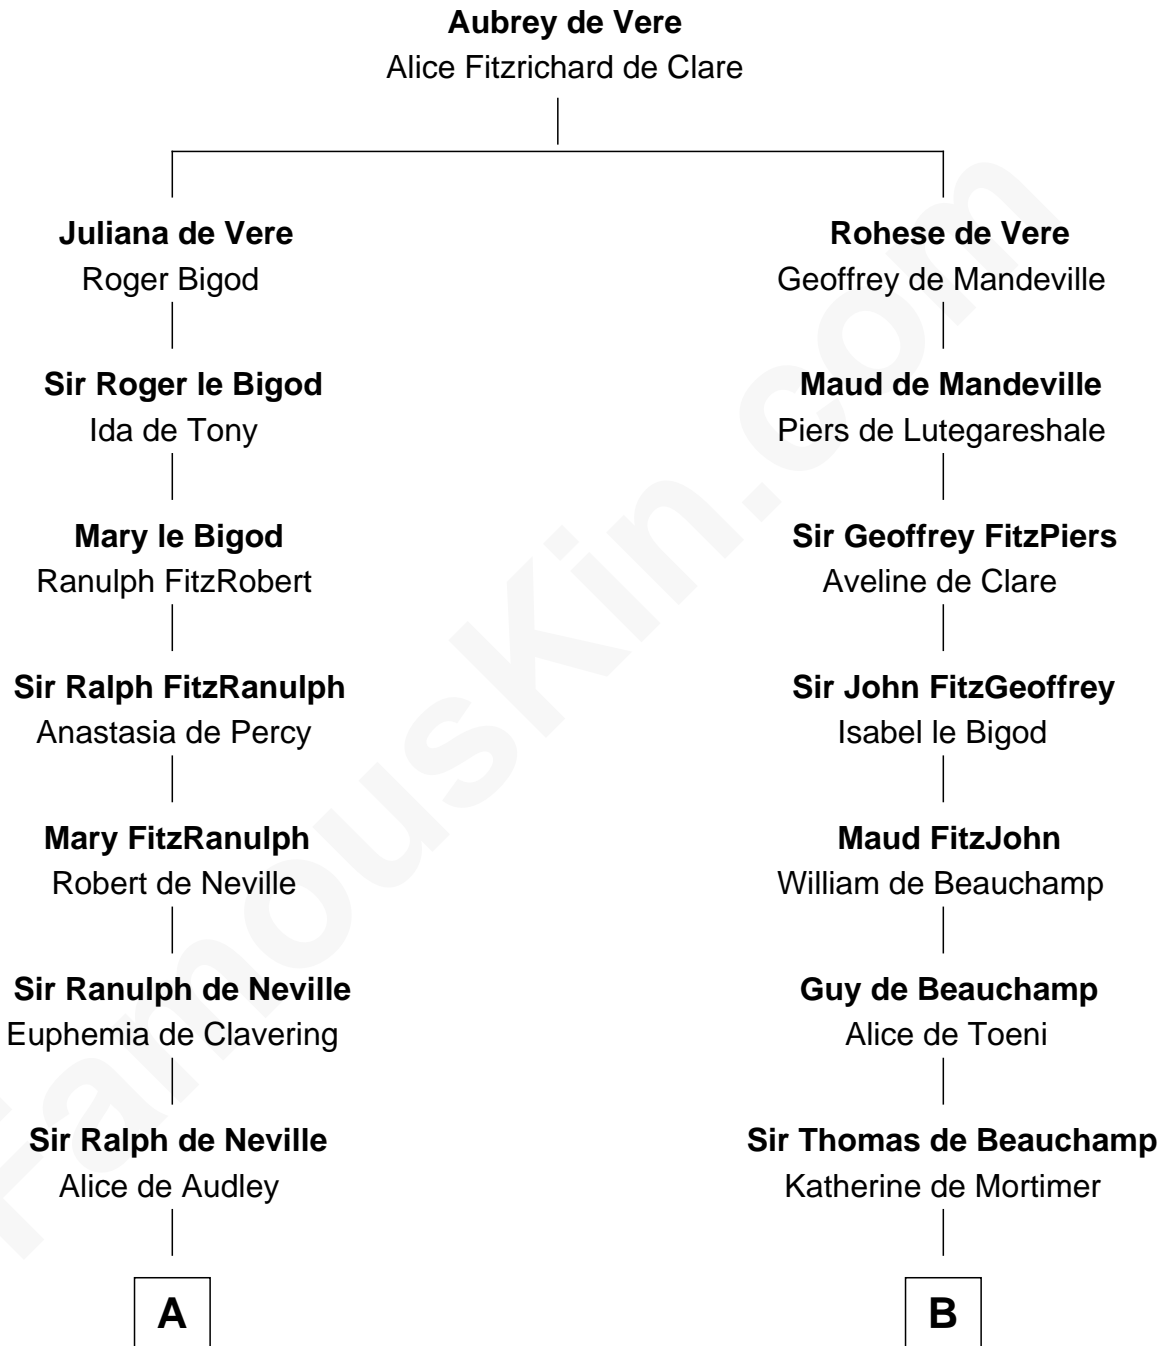 Aubrey de Vere
Alice Fitzrichard de Clare
Juliana de Vere
Roger Bigod
Rohese de Vere
Geoffrey de Mandeville
Sir Roger le Bigod
Ida de Tony
Maud de Mandeville
Piers de Lutegareshale
Mary le Bigod
Ranulph FitzRobert
Sir Geoffrey FitzPiers
Aveline de Clare
Sir Ralph FitzRanulph
Anastasia de Percy
Sir John FitzGeoffrey
Isabel le Bigod
Mary FitzRanulph
Robert de Neville
Maud FitzJohn
William de Beauchamp
Sir Ranulph de Neville
Euphemia de Clavering
Guy de Beauchamp
Alice de Toeni
Sir Ralph de Neville
Alice de Audley
Sir Thomas de Beauchamp
Katherine de Mortimer
A
B
FamousKin.com